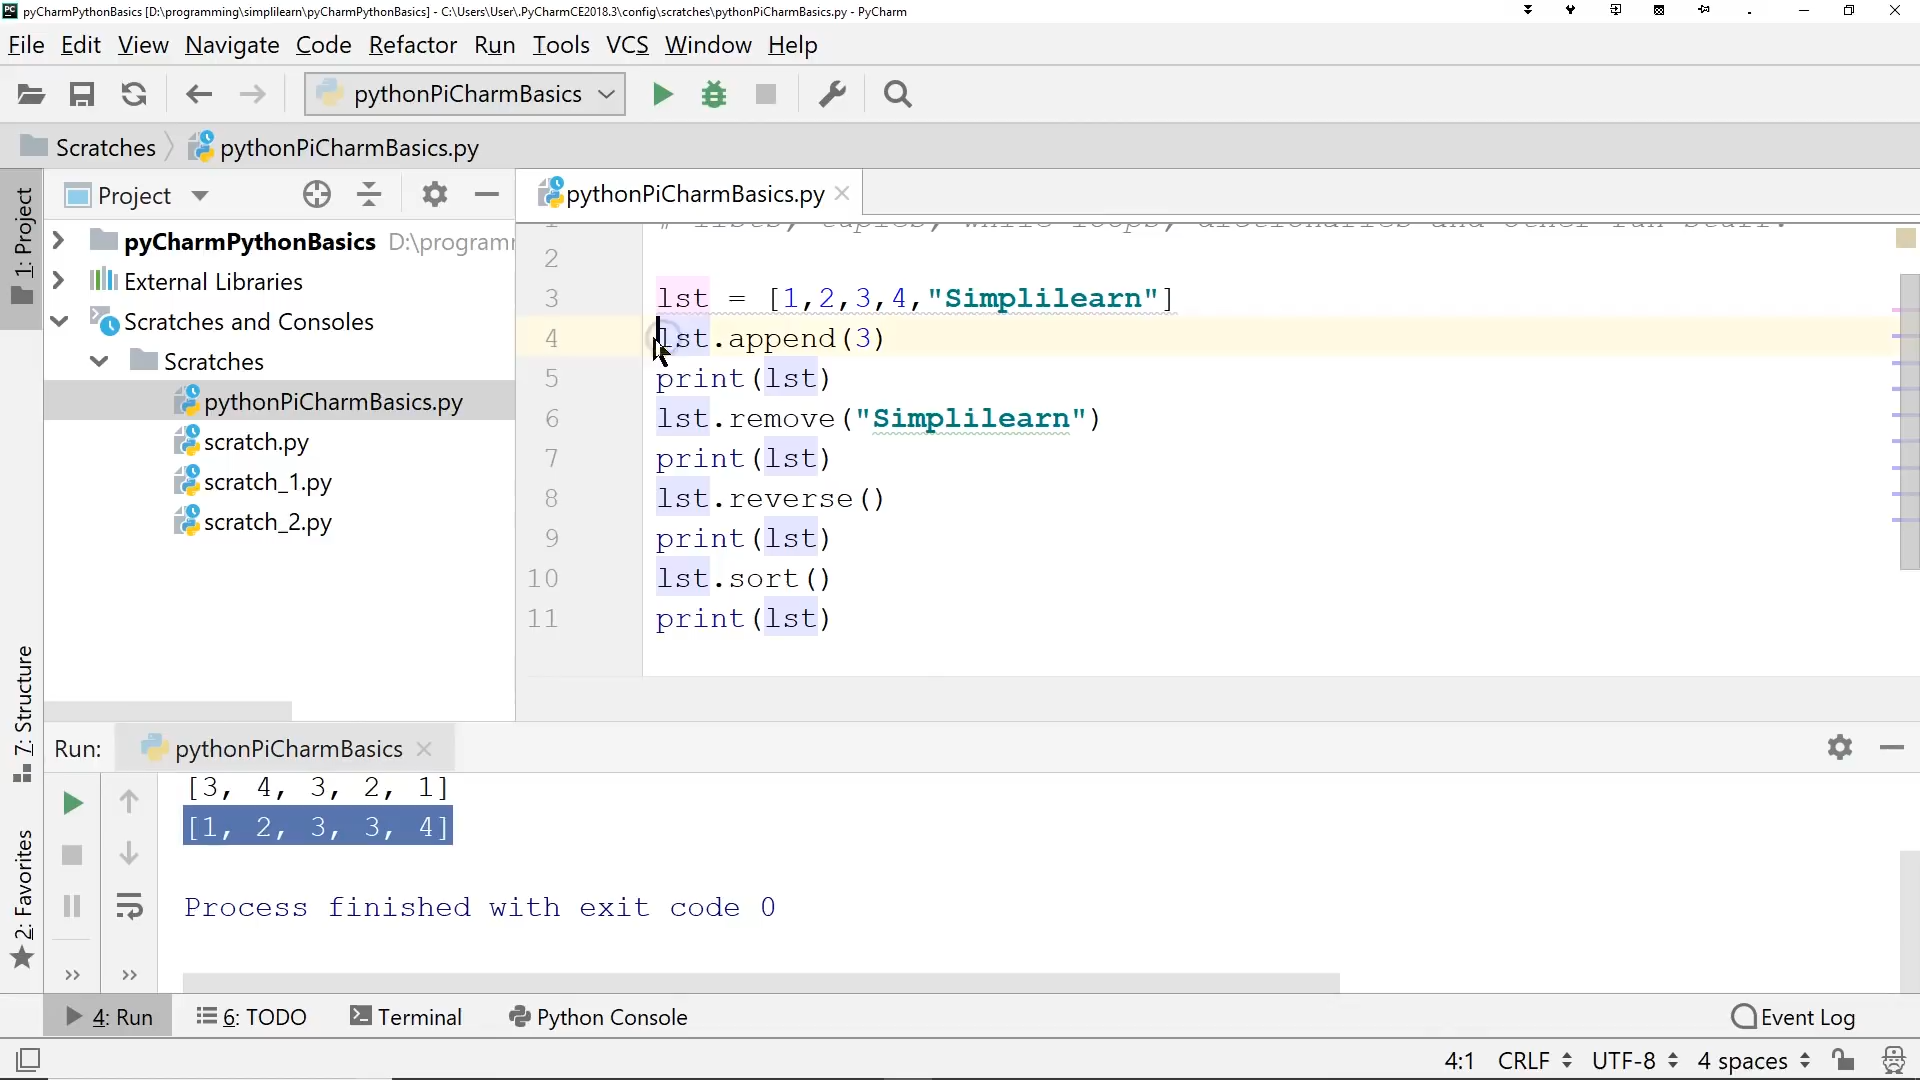 pyCharmPythonBasics [D:\programming\simplilearn\pyCharmPythonBasics] - C:\Users\User\.PyCharmCE2018.3\config\scratches\pythonPiCharmBasics.py - PyCharm
File Edit View Navigate Code Refactor Run Tools VCS Window Help
pythonPiCharmBasics
Scratches pythonPiCharmBasics.py
1: Project
Project
pyCharmPythonBasics D:\programm
External Libraries
Scratches and Consoles
Scratches
pythonPiCharmBasics.py
scratch.py
scratch_1.py
scratch_2.py
pythonPiCharmBasics.py
1 # lists, tuples, while loops, dictionaries and other fun stuff.
2
3 lst = [1,2,3,4,"Simplilearn"]
4 lst.append(3)
5 print(lst)
6 lst.remove("Simplilearn")
7 print(lst)
8 lst.reverse()
9 print(lst)
10 lst.sort()
11 print(lst)
7: Structure
2: Favorites
Run: pythonPiCharmBasics
[3, 4, 3, 2, 1]
[1, 2, 3, 3, 4]
Process finished with exit code 0
4: Run 6: TODO Terminal Python Console Event Log
4:1 CRLF UTF-8 4 spaces